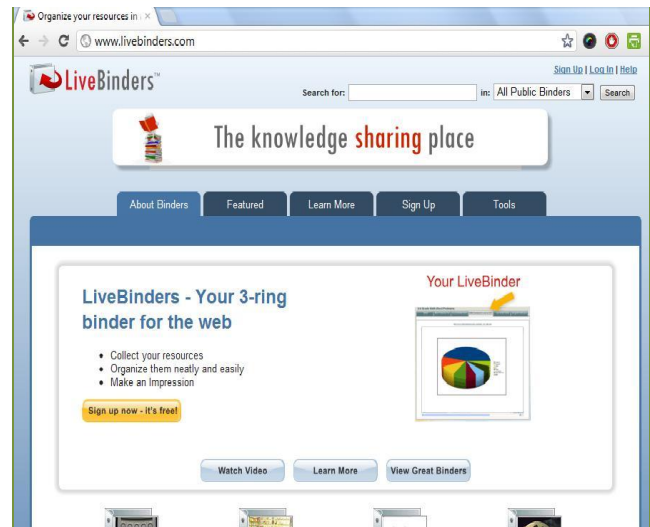 Organize your resources in
www.livebinders.com
Sign Up | Log In | Help
LiveBinders™
Search for: in: All Public Binders Search
The knowledge sharing place
About Binders Featured Learn More Sign Up Tools
Your LiveBinder
LiveBinders - Your 3-ring
binder for the web
• Collect your resources
• Organize them neatly and easily
• Make an Impression
Sign up now - it's free!
Watch Video Learn More View Great Binders